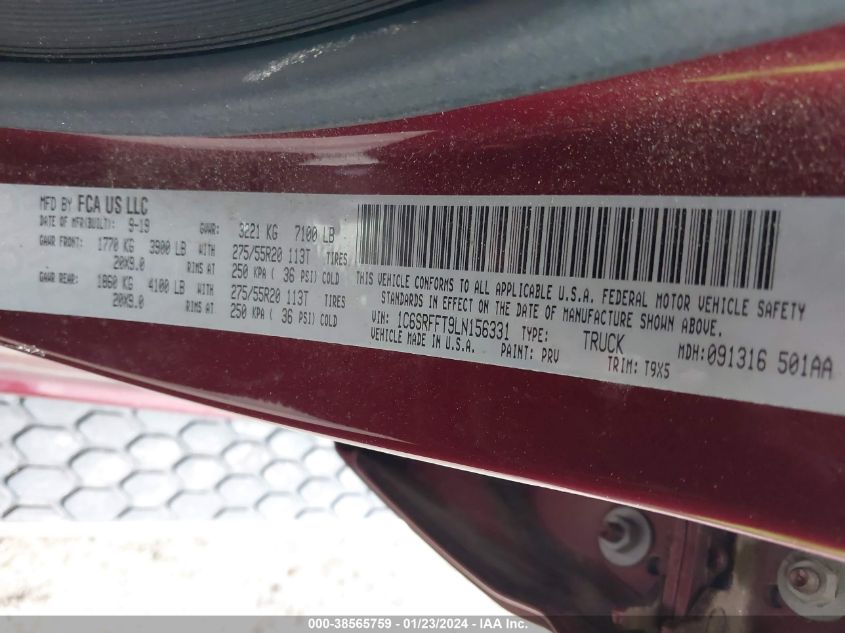 MFD BY FCA US LLC
DATE OF MFR(BUILT): 9-19 GVWR: 3221 KG 7100 LB
GAWR FRONT: 1770 KG 3900 LB WITH 275/55R20 113T TIRES
20X9.0 RIMS AT 250 KPA ( 36 PSI) COLD
GAWR REAR: 1860 KG 4100 LB WITH 275/55R20 113T TIRES
20X9.0 RIMS AT 250 KPA ( 36 PSI) COLD
THIS VEHICLE CONFORMS TO ALL APPLICABLE U.S.A. FEDERAL MOTOR VEHICLE SAFETY
STANDARDS IN EFFECT ON THE DATE OF MANUFACTURE SHOWN ABOVE.
VIN: 1C6SRFFT9LN156331 TYPE: TRUCK MDH:091316 501AA
VEHICLE MADE IN U.S.A. PAINT: PRV TRIM: T9X5
000-38565759 - 01/23/2024 - IAA, Inc.